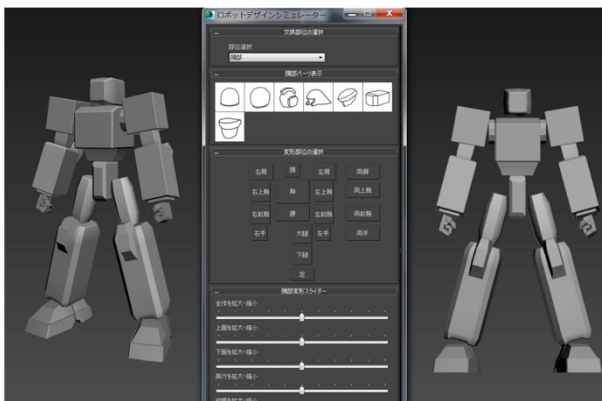 ロボットデザインシミュレーター
交換部位の選択
部位選択
頭部
頭部パーツ表示
変形部位の選択
右肩 頭 左肩 両肩
右上腕 胸 左上腕 両上腕
右前腕 腰 左前腕 両前腕
右手 大腿 左手 両手
下腿
足
頭部変形スライダー
全体を拡大・縮小
上面を拡大・縮小
下面を拡大・縮小
奥行を拡大・縮小